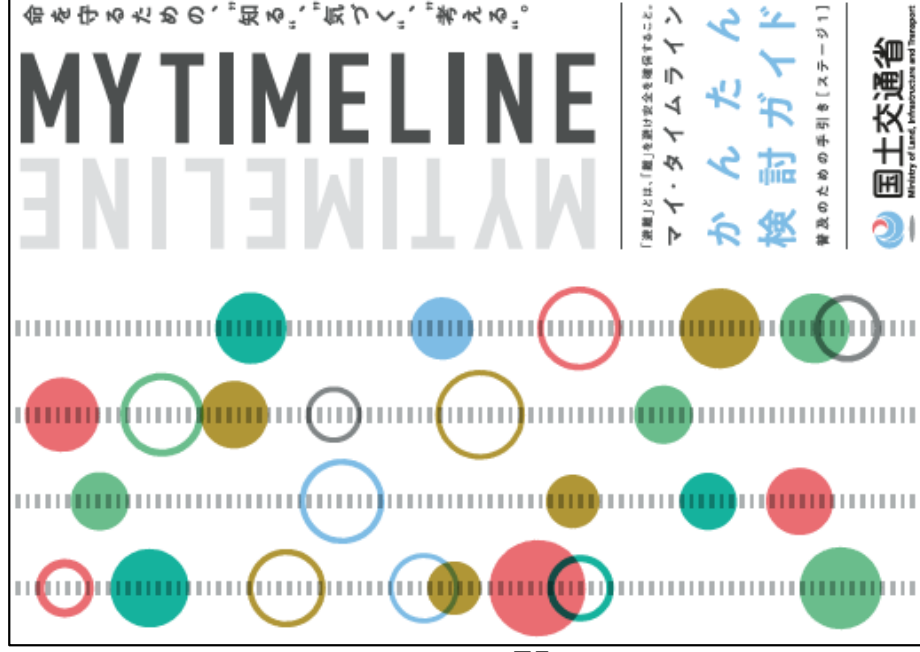 命を守るための、"知る"、"気づく"、"考える"。
MY TIMELINE
MY TIMELINE
「避難」とは、「難」を避け安全を確保すること。
マイ・タイムライン
かんたん
検討ガイド
普及のための手引き[ステージ1]
国土交通省
Ministry of Land, Infrastructure and Transport